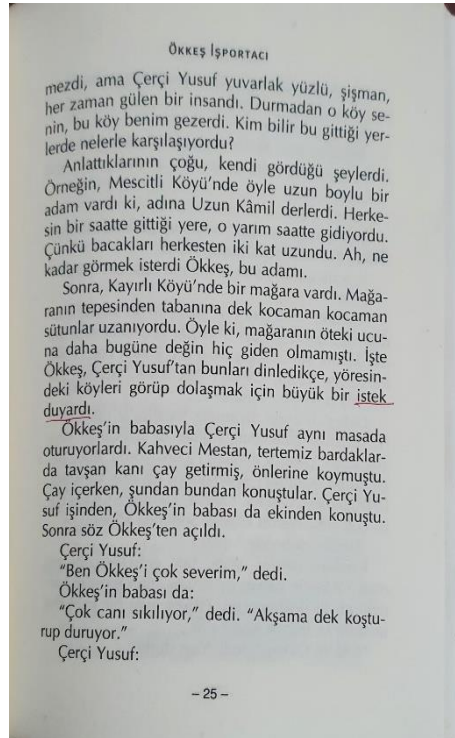 ÖKKEŞ İŞPORTACI
mezdi, ama Çerçi Yusuf yuvarlak yüzlü, şişman,
her zaman gülen bir insandı. Durmadan o köy se-
nin, bu köy benim gezerdi. Kim bilir bu gittiği yer-
lerde nelerle karşılaşıyordu?
Anlattıklarının çoğu, kendi gördüğü şeylerdi.
Örneğin, Mescitli Köyü'nde öyle uzun boylu bir
adam vardı ki, adına Uzun Kâmil derlerdi. Herke-
sin bir saatte gittiği yere, o yarım saatte gidiyordu.
Çünkü bacakları herkesten iki kat uzundu. Ah, ne
kadar görmek isterdi Ökkeş, bu adamı.
Sonra, Kayırlı Köyü'nde bir mağara vardı. Mağa-
ranın tepesinden tabanına dek kocaman kocaman
sütunlar uzanıyordu. Öyle ki, mağaranın öteki ucu-
na daha bugüne değin hiç giden olmamıştı. İşte
Ökkeş, Çerçi Yusuf'tan bunları dinledikçe, yöresin-
deki köyleri görüp dolaşmak için büyük bir istek
duyardı.
Ökkeş'in babasıyla Çerçi Yusuf aynı masada
oturuyorlardı. Kahveci Mestan, tertemiz bardaklar-
da tavşan kanı çay getirmiş, önlerine koymuştu.
Çay içerken, şundan bundan konuştular. Çerçi Yu-
suf işinden, Ökkeş'in babası da ekinden konuştu.
Sonra söz Ökkeş'ten açıldı.
Çerçi Yusuf:
"Ben Ökkeş'i çok severim," dedi.
Ökkeş'in babası da:
"Çok canı sıkılıyor," dedi. "Akşama dek koştu-
rup duruyor."
Çerçi Yusuf:
– 25 –